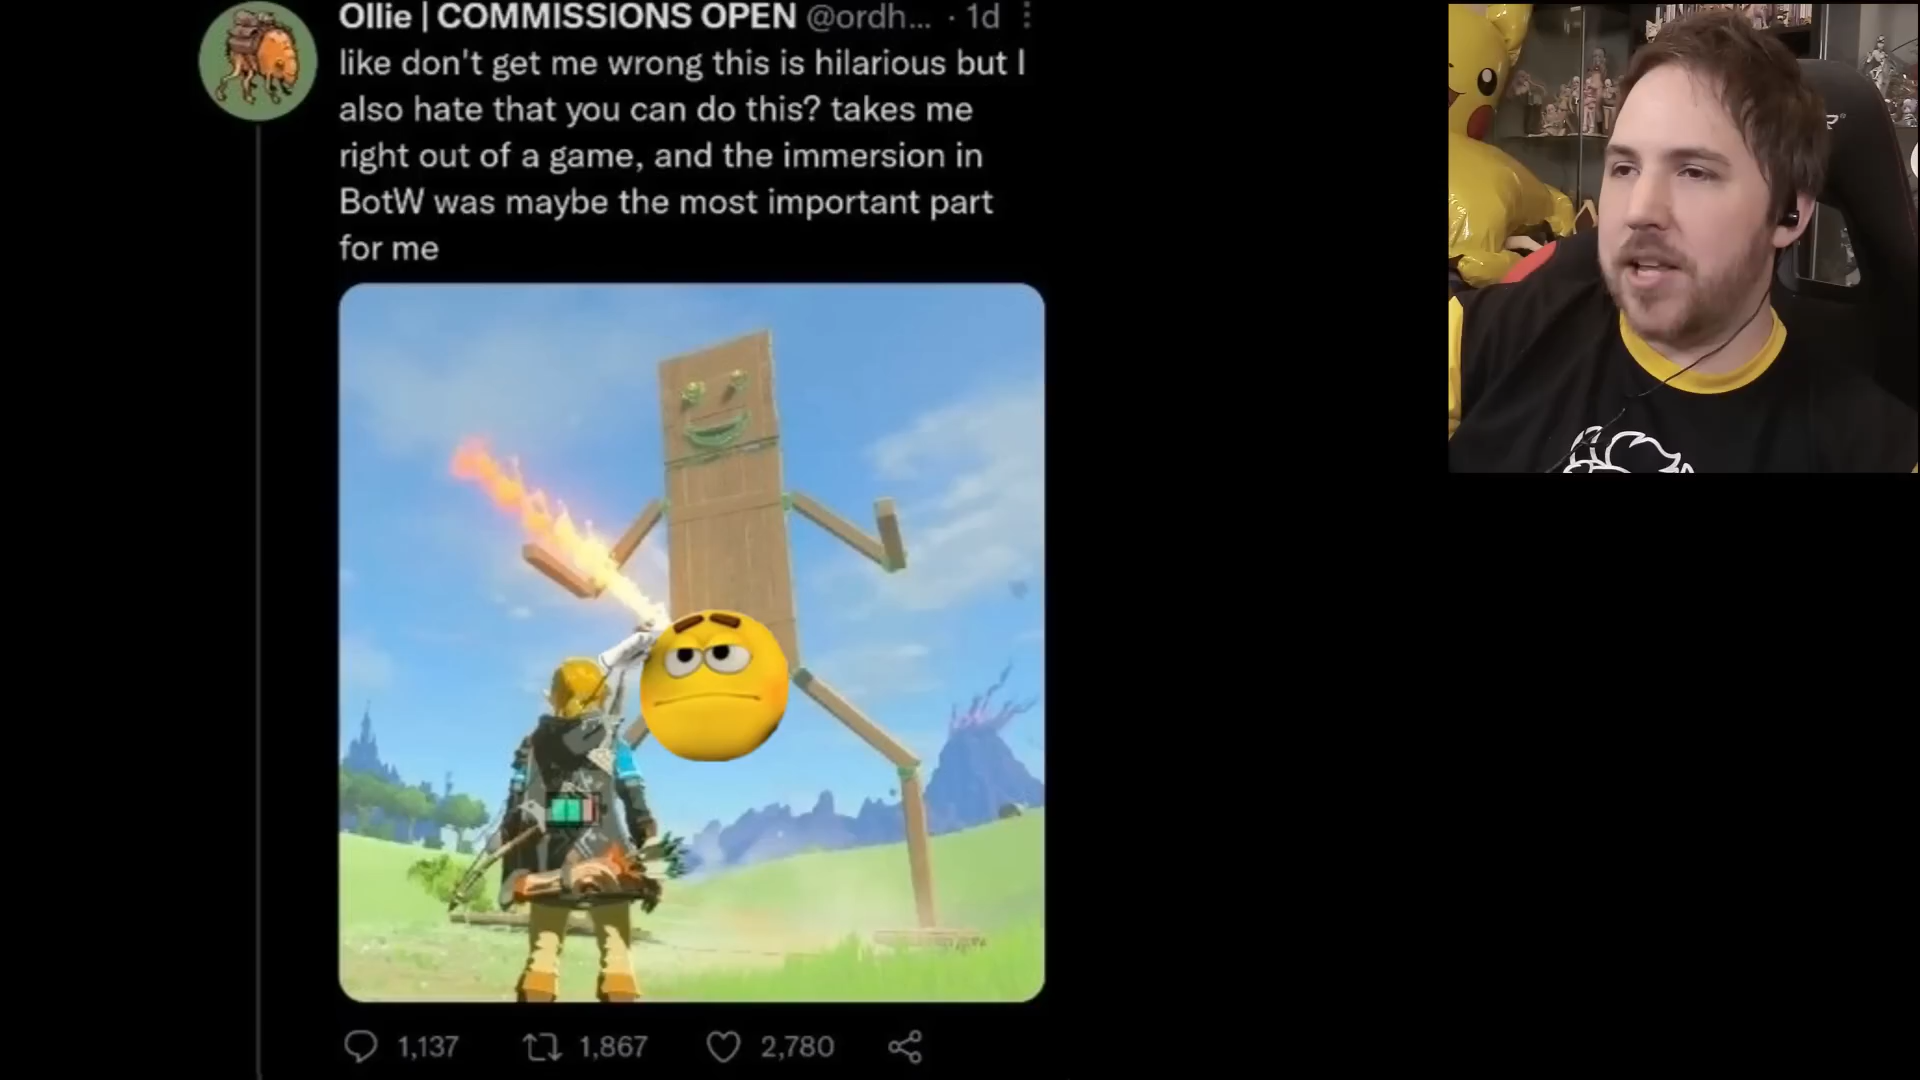 Ollie | COMMISSIONS OPEN @ordh... · 1d
like don't get me wrong this is hilarious but I
also hate that you can do this? takes me
right out of a game, and the immersion in
BotW was maybe the most important part
for me
1,137 1,867 2,780